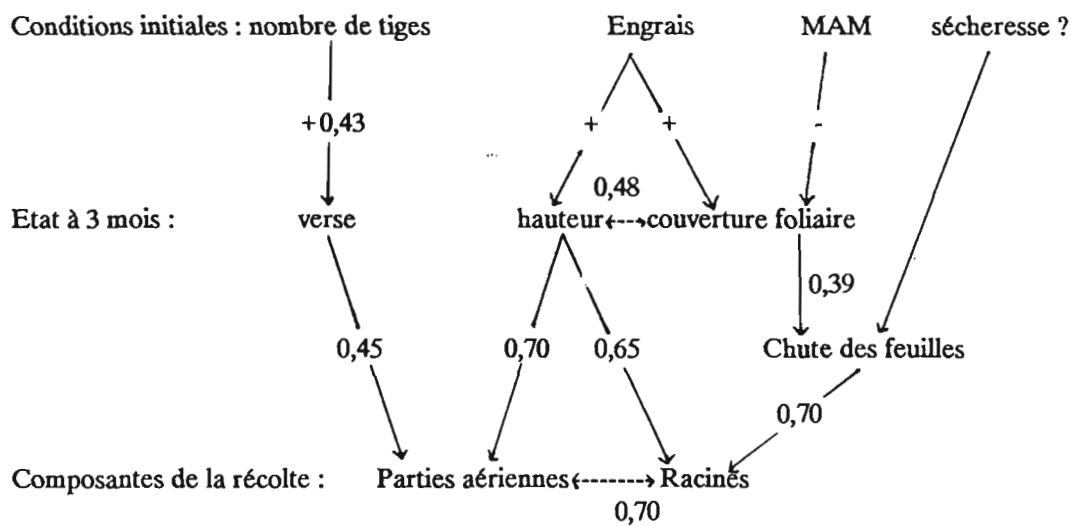 Conditions initiales : nombre de tiges Engrais MAM sécheresse ?
+0,43 + + -
0,48
Etat à 3 mois : verse hauteur couverture foliaire
0,39
0,45 0,70 0,65 Chute des feuilles
0,70
Composantes de la récolte : Parties aériennes Racines
0,70